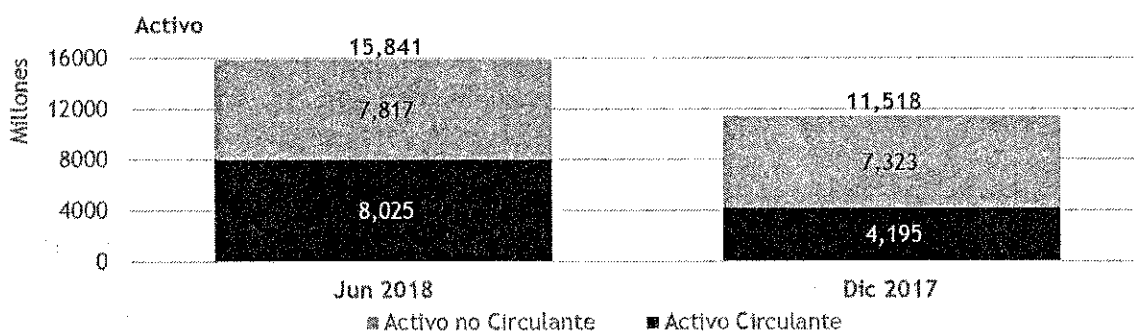 Activo
Millones
16000
12000
8000
4000
0
15,841
7,817
8,025
11,518
7,323
4,195
Jun 2018
Dic 2017
Activo no Circulante
Activo Circulante